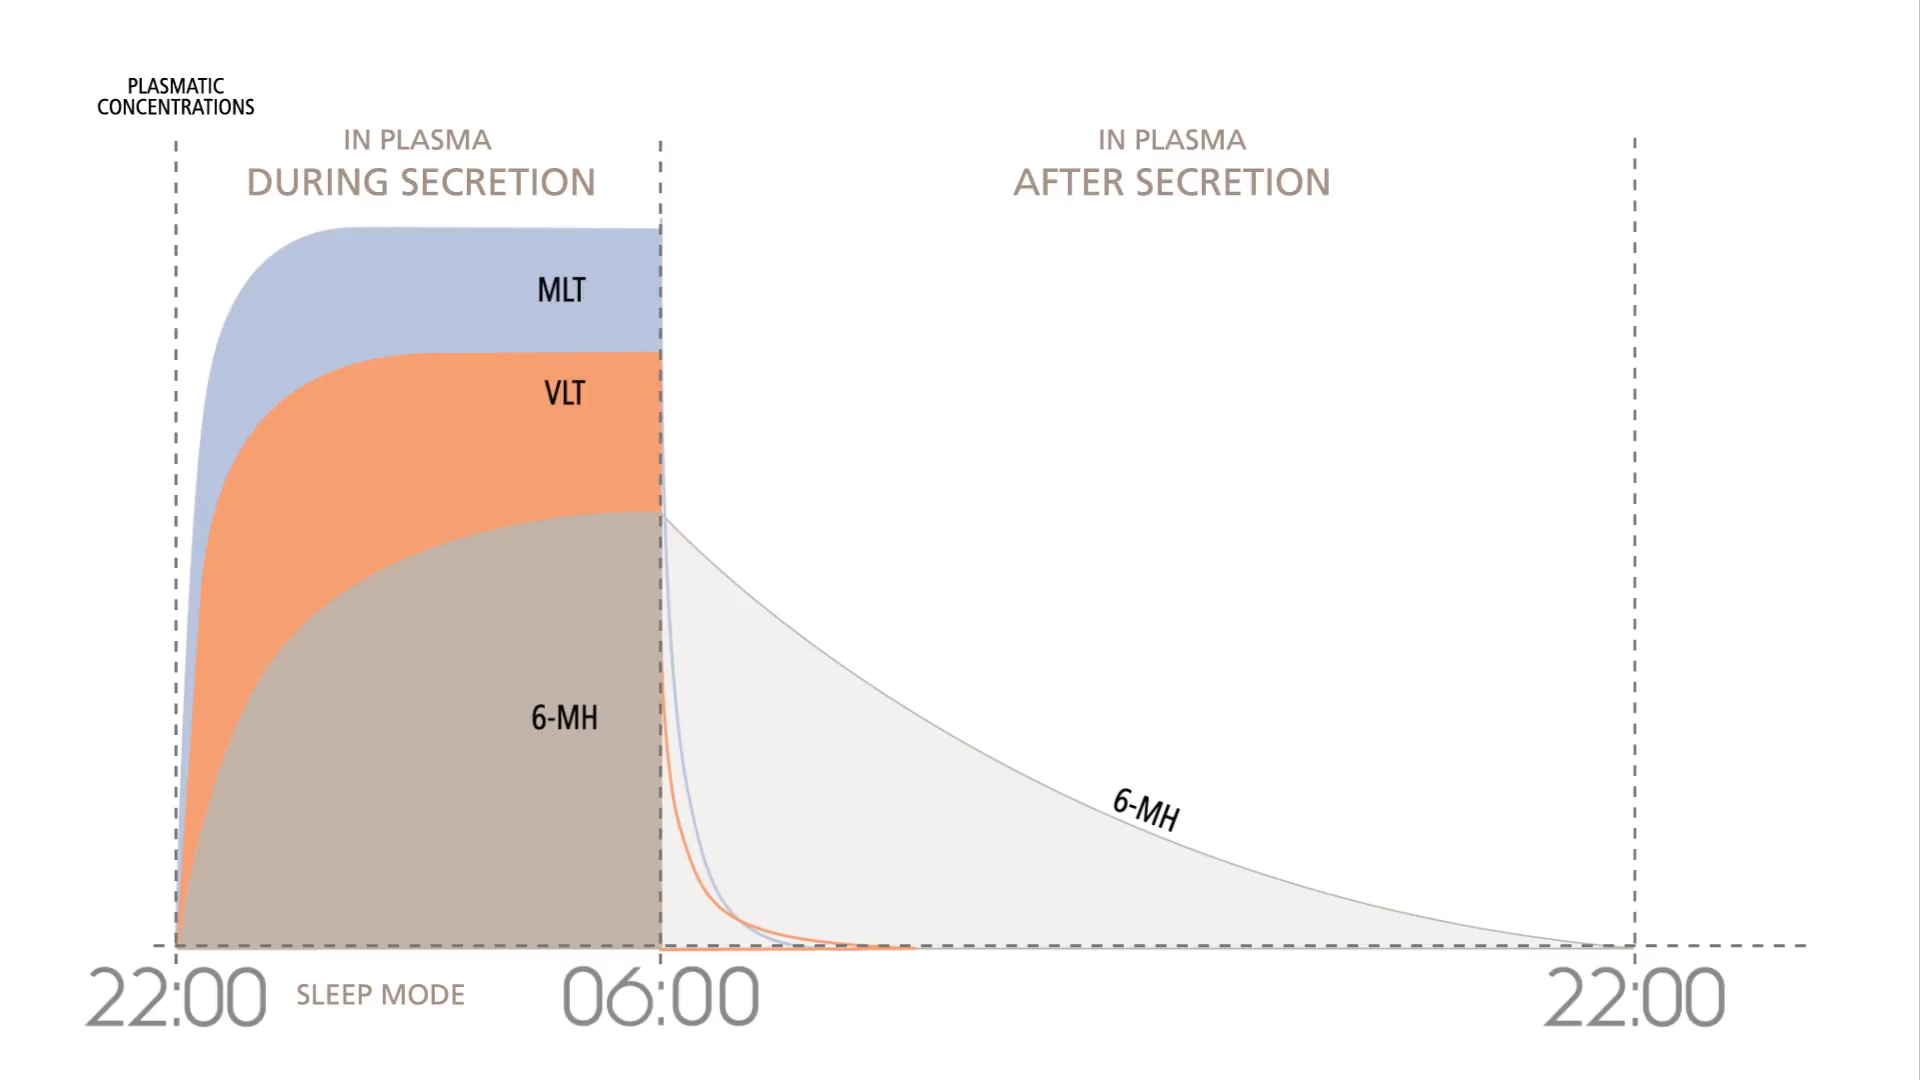 PLASMATIC
CONCENTRATIONS
IN PLASMA
DURING SECRETION
IN PLASMA
AFTER SECRETION
MLT
VLT
6-MH
6-MH
22:00
SLEEP MODE
06:00
22:00